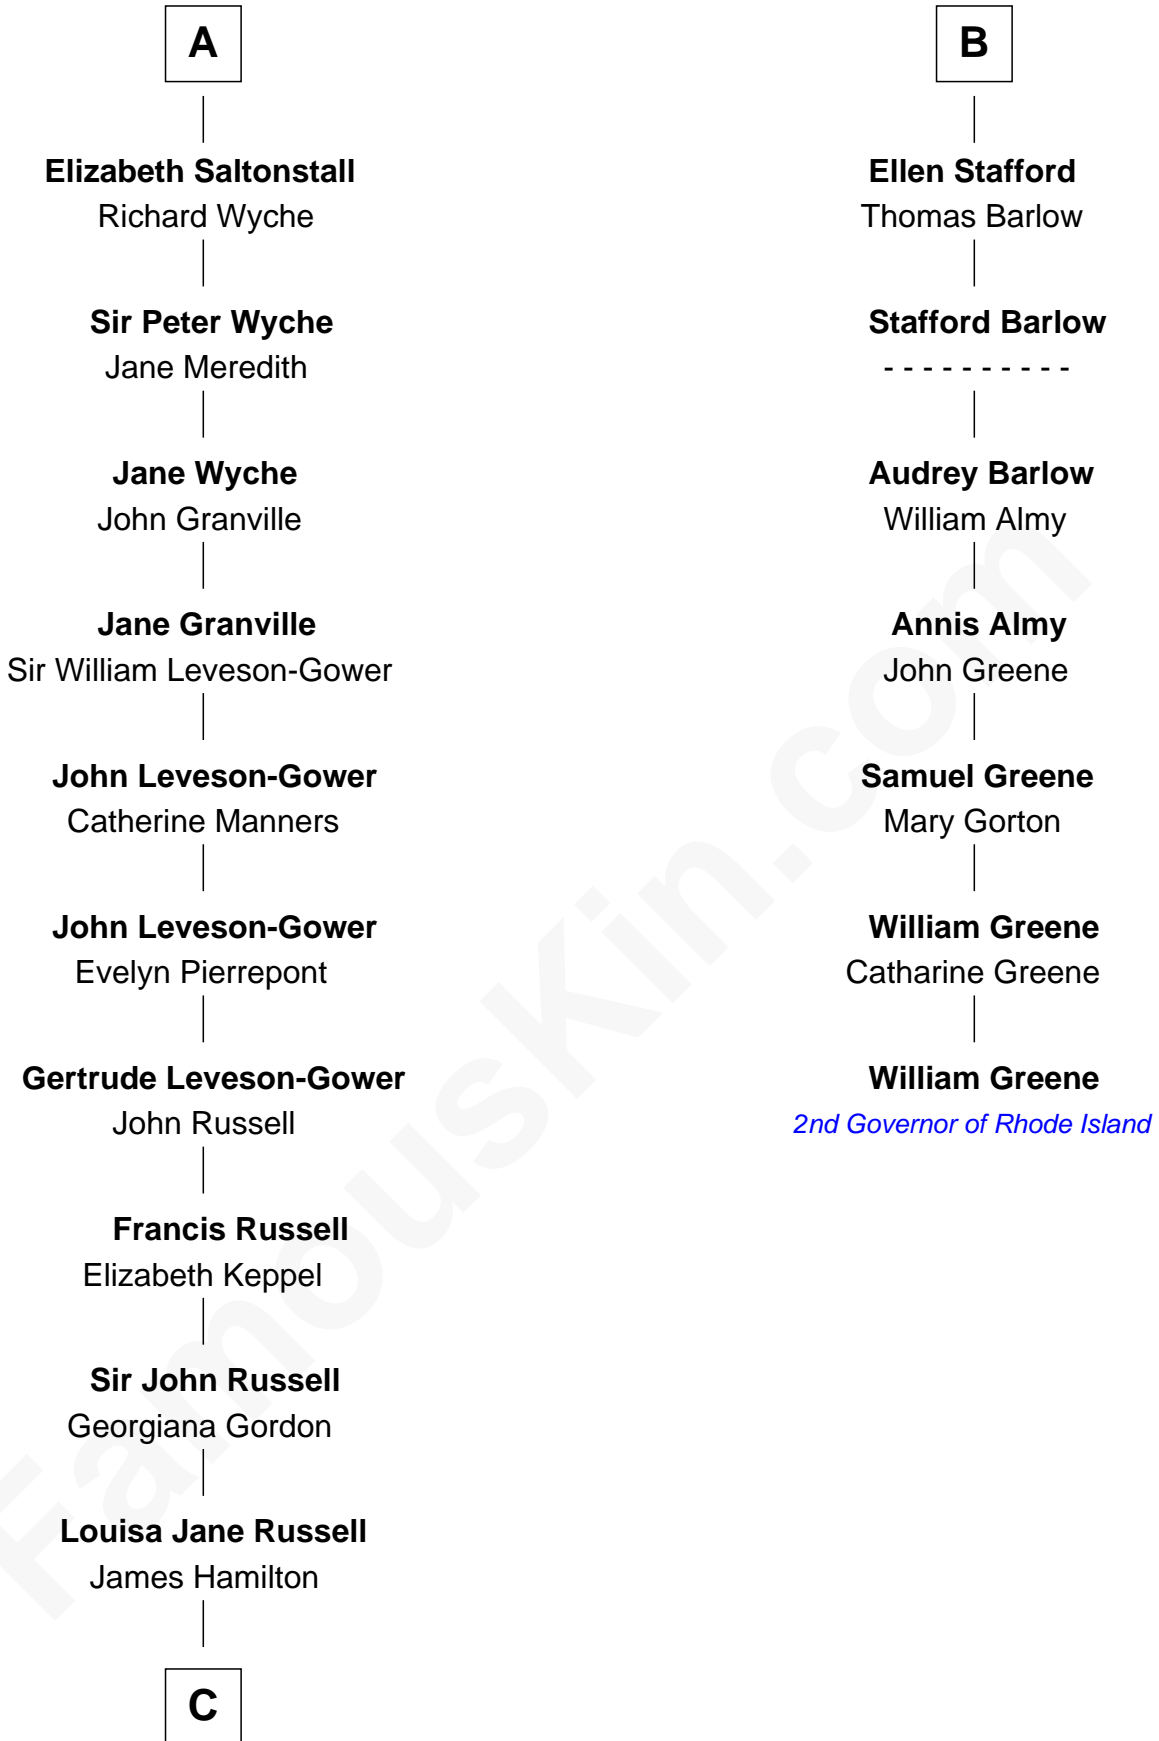 A
Elizabeth Saltonstall
Richard Wyche
Sir Peter Wyche
Jane Meredith
Jane Wyche
John Granville
Jane Granville
Sir William Leveson-Gower
John Leveson-Gower
Catherine Manners
John Leveson-Gower
Evelyn Pierrepont
Gertrude Leveson-Gower
John Russell
Francis Russell
Elizabeth Keppel
Sir John Russell
Georgiana Gordon
Louisa Jane Russell
James Hamilton
C
B
Ellen Stafford
Thomas Barlow
Stafford Barlow
- - - - - - - - - -
Audrey Barlow
William Almy
Annis Almy
John Greene
Samuel Greene
Mary Gorton
William Greene
Catharine Greene
William Greene
2nd Governor of Rhode Island
FamousKin.com